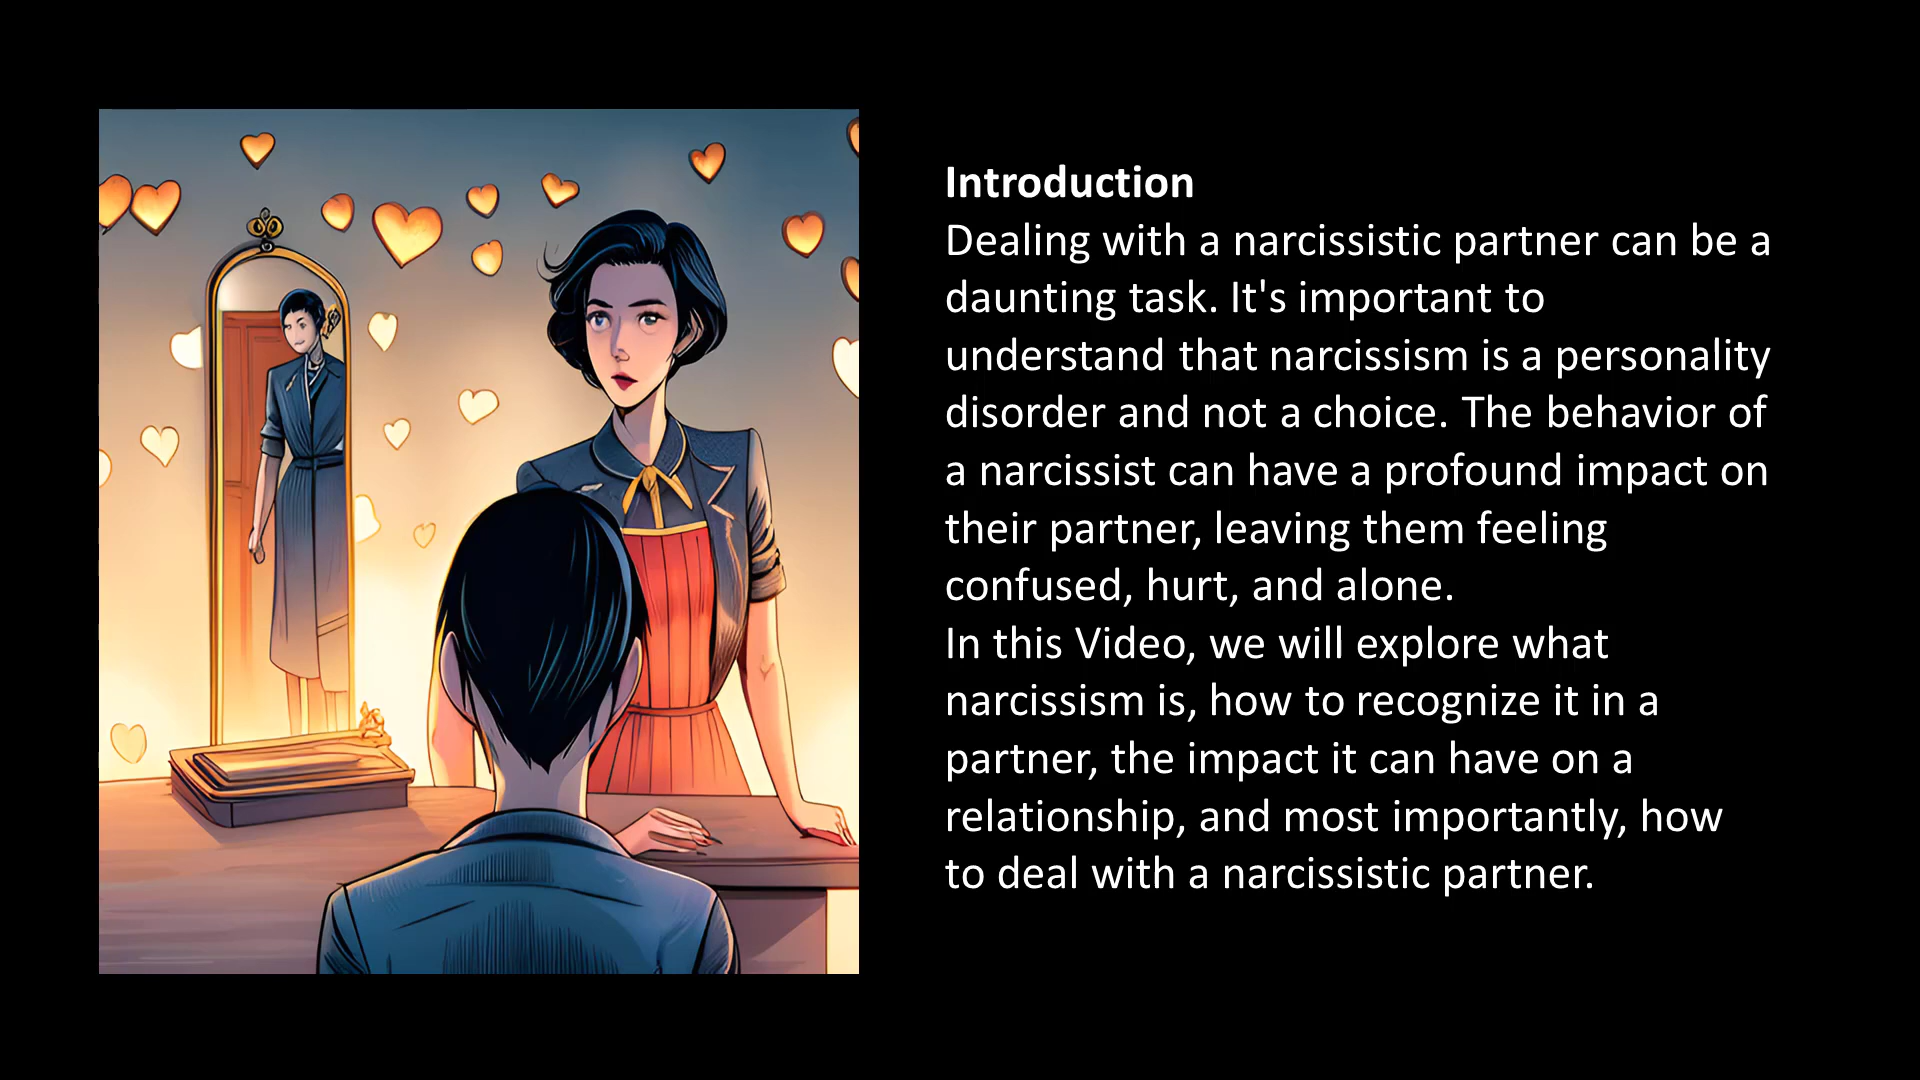 Introduction
Dealing with a narcissistic partner can be a
daunting task. It's important to
understand that narcissism is a personality
disorder and not a choice. The behavior of
a narcissist can have a profound impact on
their partner, leaving them feeling
confused, hurt, and alone.
In this Video, we will explore what
narcissism is, how to recognize it in a
partner, the impact it can have on a
relationship, and most importantly, how
to deal with a narcissistic partner.